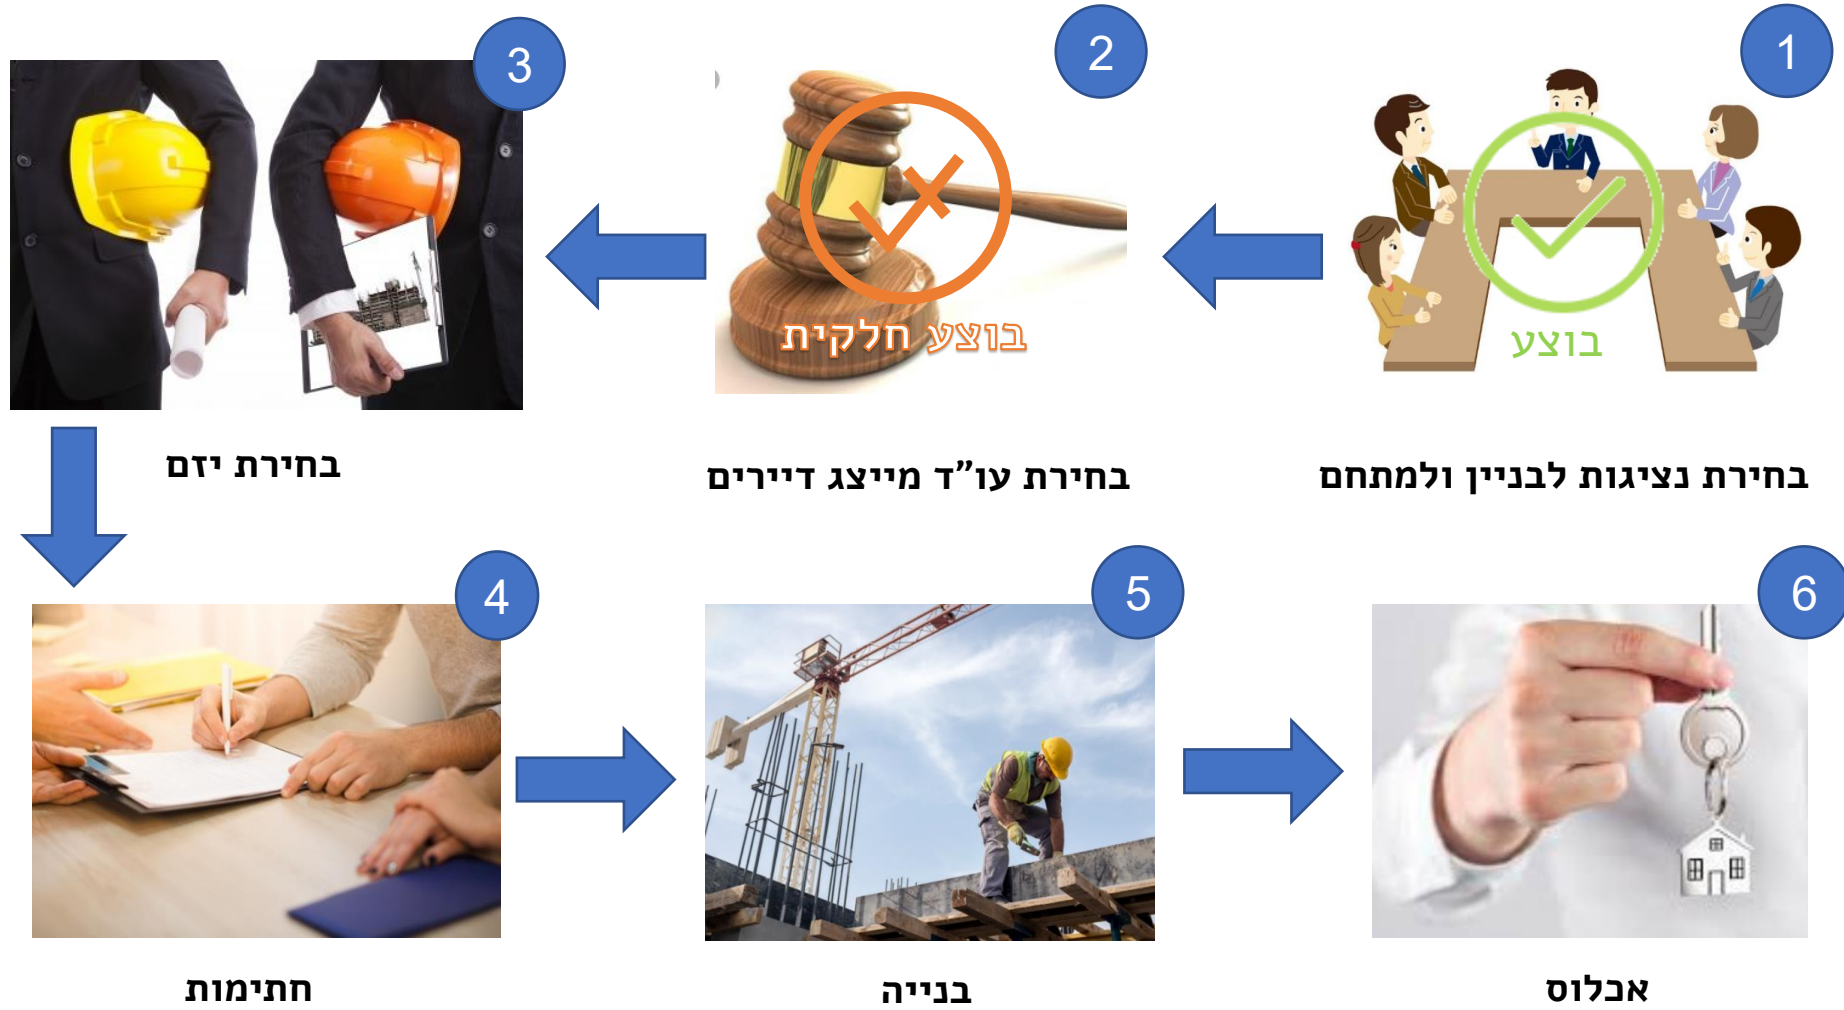 1
בוצע
בחירת נציגות לבניין ולמתחם
2
בוצע חלקית
בחירת עו"ד מייצג דיירים
3
בחירת יזם
4
חתימות
5
בנייה
6
אכלוס